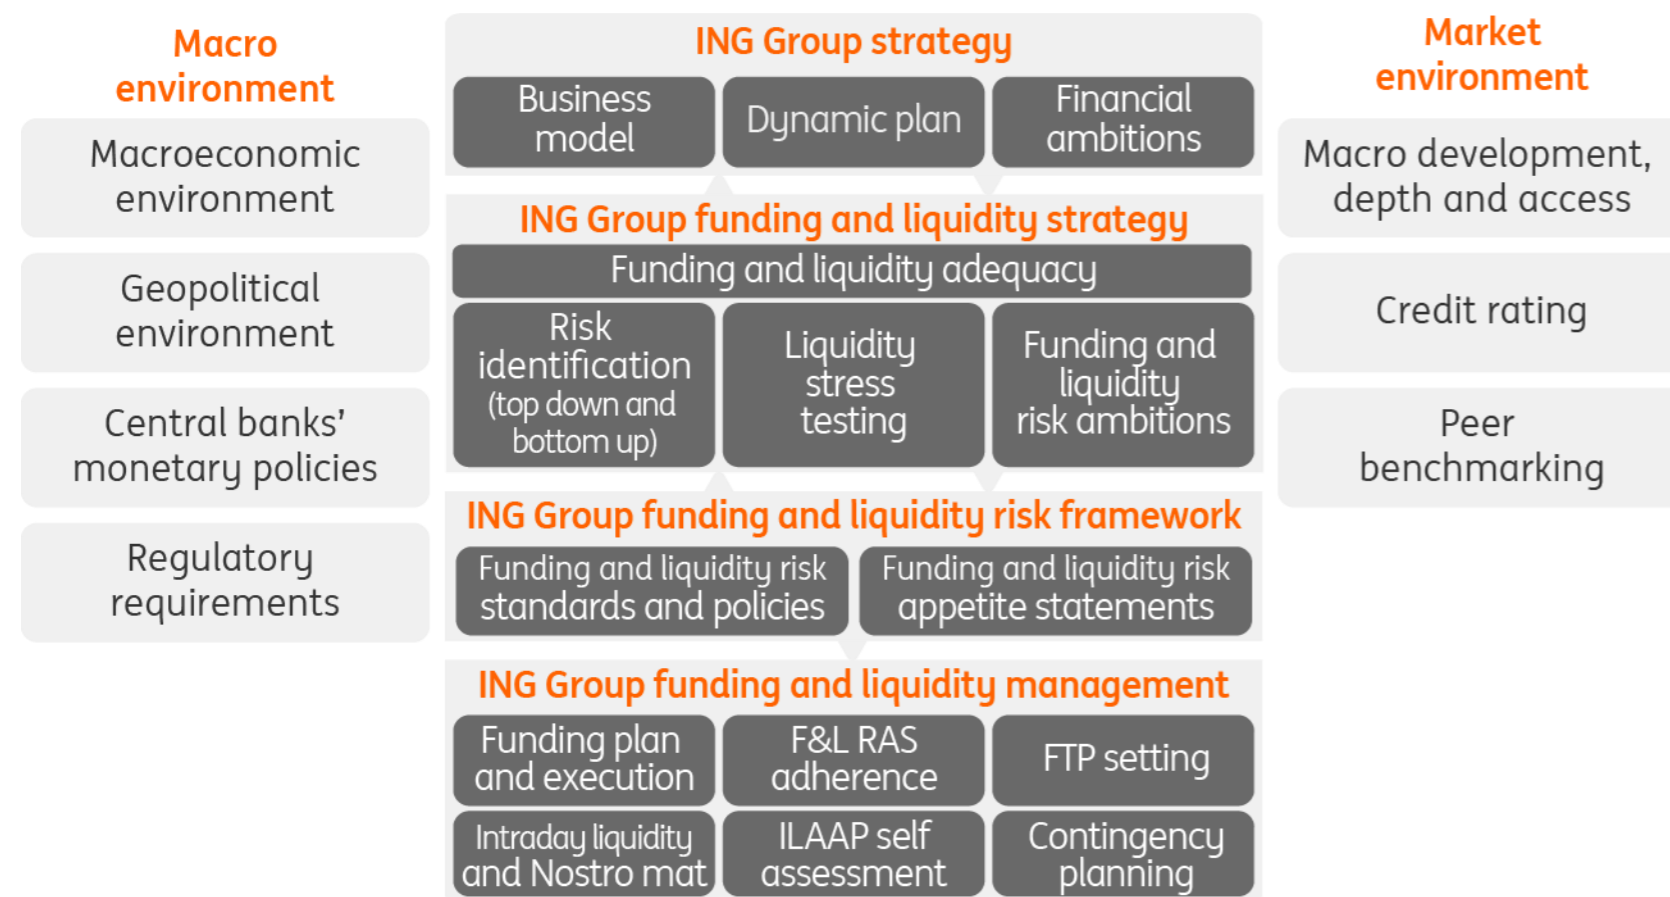 Macro
environment
Macroeconomic
environment
Geopolitical
environment
Central banks’
monetary policies
Regulatory
requirements
ING Group strategy
Business
model
Dynamic plan
Financial
ambitions
ING Group funding and liquidity strategy
Funding and liquidity adequacy
Risk
identification
(top down and
bottom up)
Liquidity
stress
testing
Funding and
liquidity
risk ambitions
ING Group funding and liquidity risk framework
Funding and liquidity risk
standards and policies
Funding and liquidity risk
appetite statements
ING Group funding and liquidity management
Funding plan
and execution
F&L RAS
adherence
FTP setting
Intraday liquidity
and Nostro mat
ILAAP self
assessment
Contingency
planning
Market
environment
Macro development,
depth and access
Credit rating
Peer
benchmarking